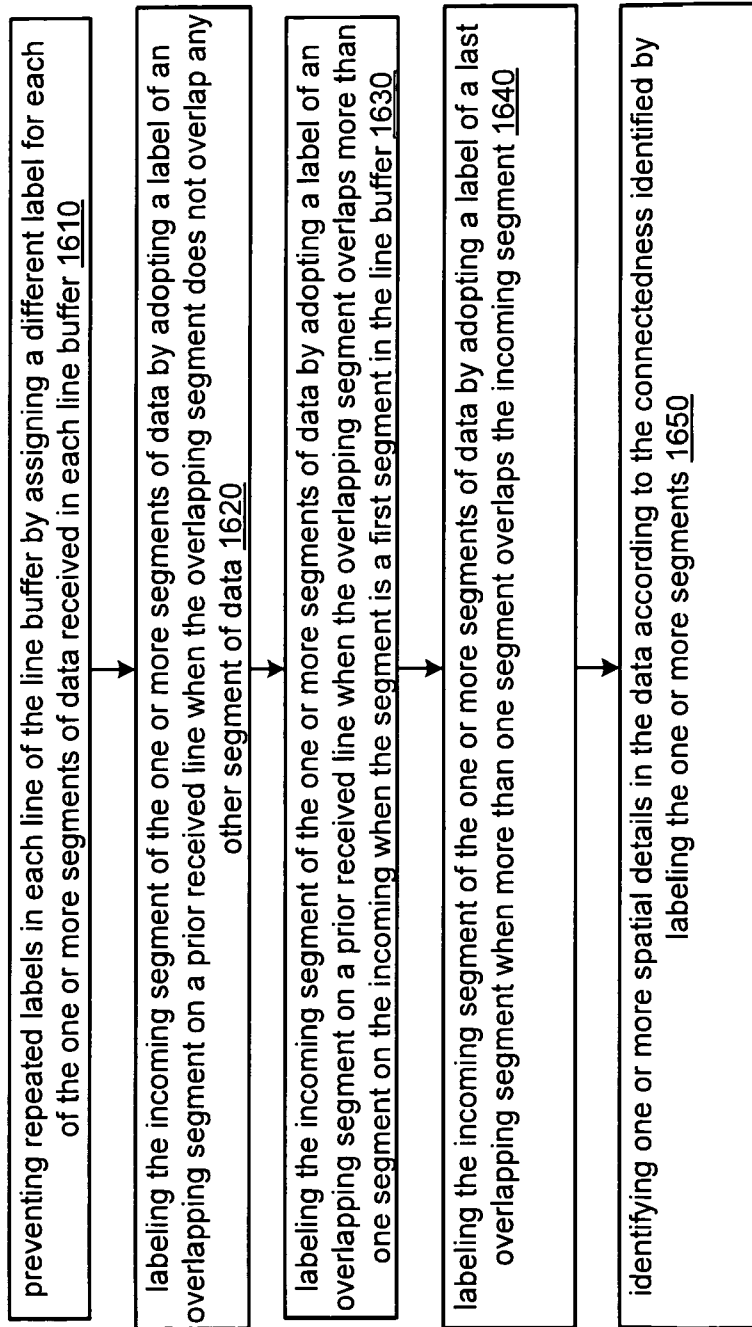 preventing repeated labels in each line of the line buffer by assigning a different label for each
of the one or more segments of data received in each line buffer 1610
labeling the incoming segment of the one or more segments of data by adopting a label of an
overlapping segment on a prior received line when the overlapping segment does not overlap any
other segment of data 1620
labeling the incoming segment of the one or more segments of data by adopting a label of an
overlapping segment on a prior received line when the overlapping segment overlaps more than
one segment on the incoming when the segment is a first segment in the line buffer 1630
labeling the incoming segment of the one or more segments of data by adopting a label of a last
overlapping segment when more than one segment overlaps the incoming segment 1640
identifying one or more spatial details in the data according to the connectedness identified by
labeling the one or more segments 1650